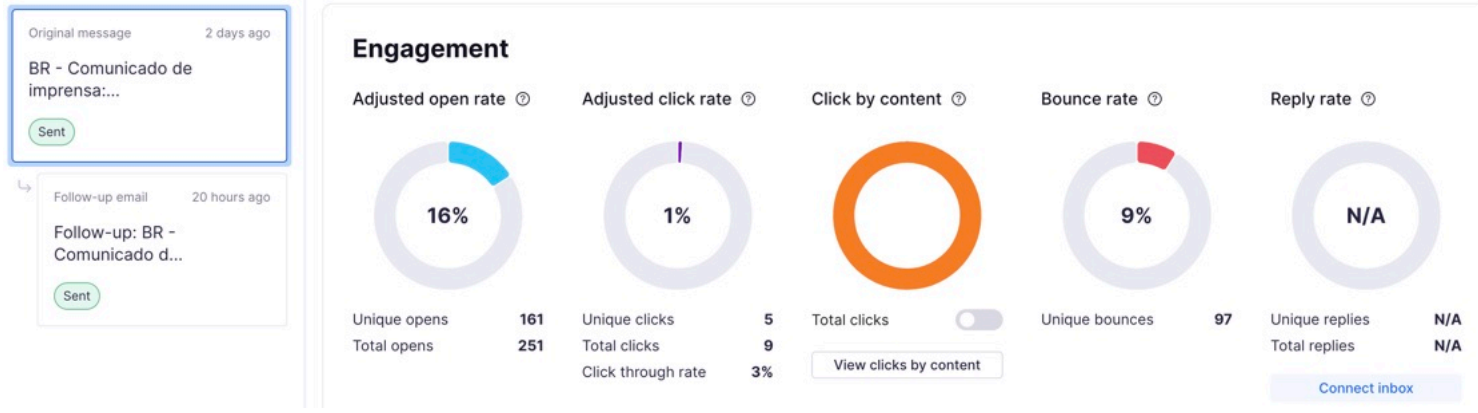 Original message 2 days ago
BR - Comunicado de
imprensa:...
Sent
Follow-up email 20 hours ago
Follow-up: BR -
Comunicado d...
Sent
Engagement
Adjusted open rate
16%
Unique opens 161
Total opens 251
Adjusted click rate
1%
Unique clicks 5
Total clicks 9
Click through rate 3%
Click by content
Total clicks
View clicks by content
Bounce rate
9%
Unique bounces 97
Reply rate
N/A
Unique replies N/A
Total replies N/A
Connect inbox